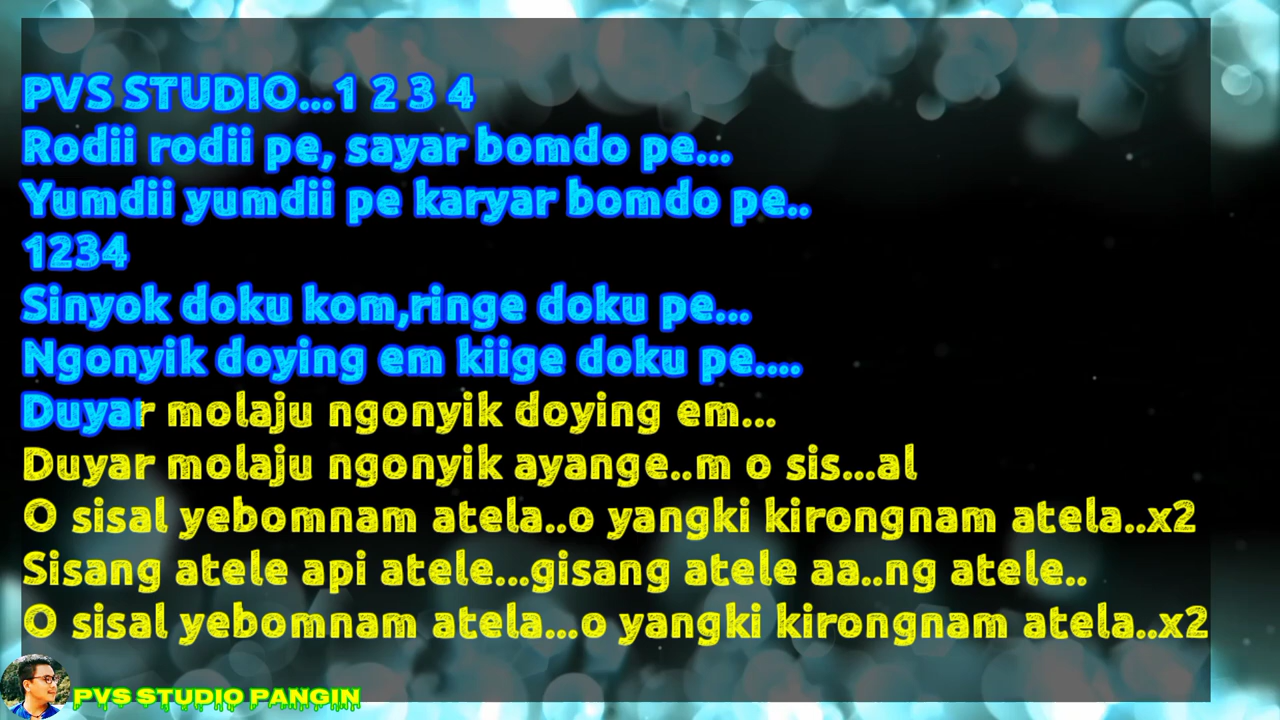 PVS STUDIO...1 2 3 4
Rodii rodii pe, sayar bomdo pe...
Yumdii yumdii pe karyar bomdo pe..
1234
Sinyok doku kom,ringe doku pe...
Ngonyik doying em kiige doku pe....
Duyar molaju ngonyik doying em...
Duyar molaju ngonyik ayange..m o sis...al
O sisal yebomnam atela..o yangki kirongnam atela..x2
Sisang atele api atele...gisang atele aa..ng atele..
O sisal yebomnam atela...o yangki kirongnam atela..x2
PVS STUDIO PANGIN